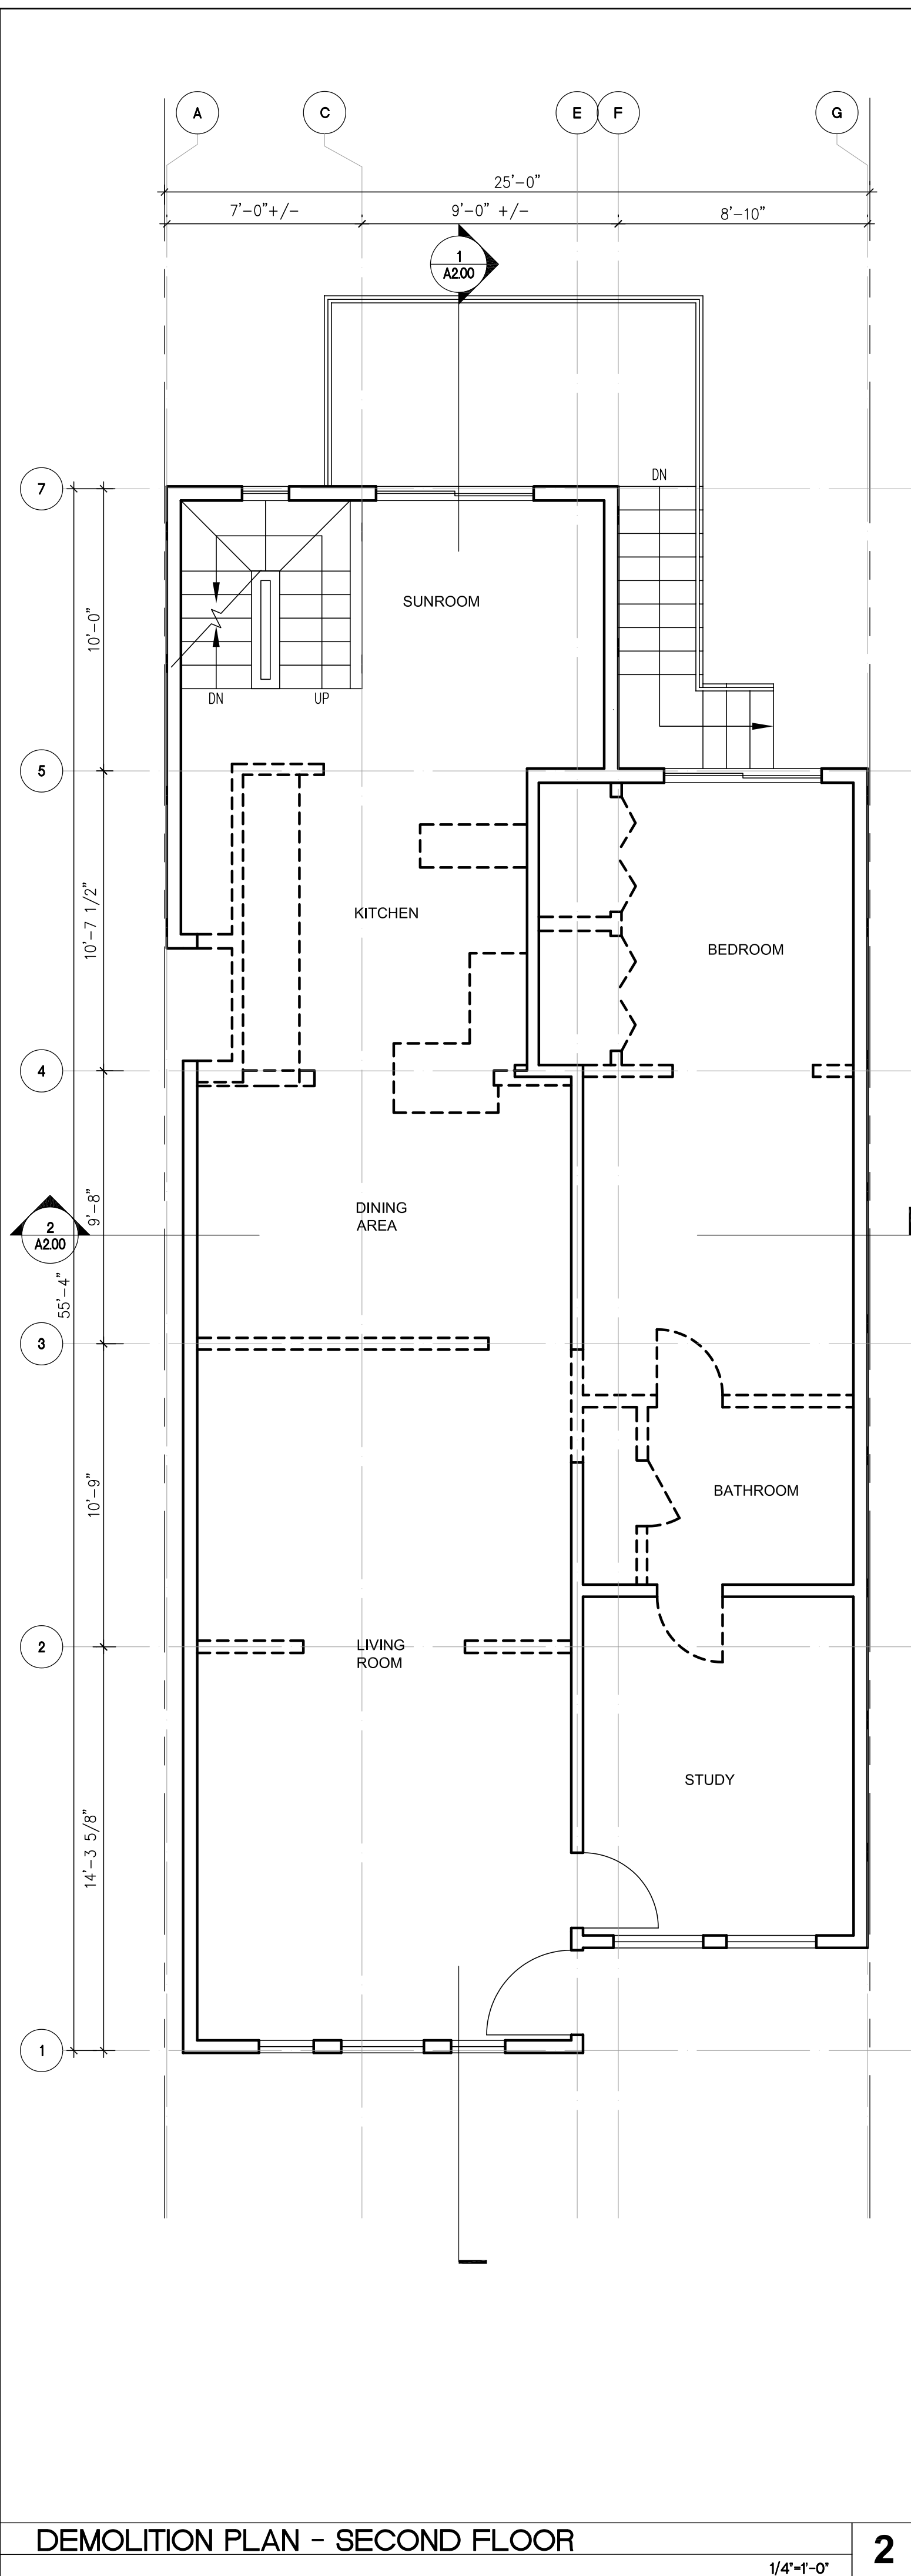 A
C
E
F
G
25'-0"
7'-0"+/-
9'-0" +/-
8'-10"
1
A2.00
7
DN
10'-0"
SUNROOM
DN
UP
5
10'-7 1/2"
KITCHEN
BEDROOM
4
9'-8"
DINING
AREA
2
A2.00
55'-4"
3
10'-9"
BATHROOM
2
LIVING
ROOM
STUDY
14'-3 5/8"
1
DEMOLITION PLAN - SECOND FLOOR
2
1/4"=1'-0"